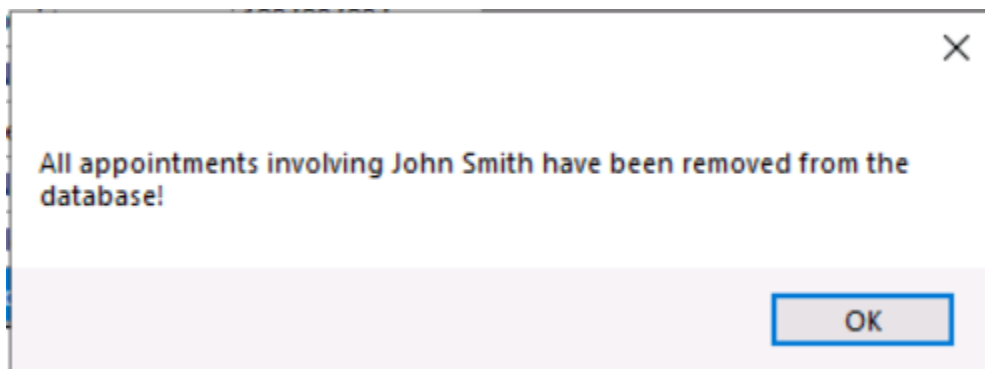 All appointments involving John Smith have been removed from the
database!
OK